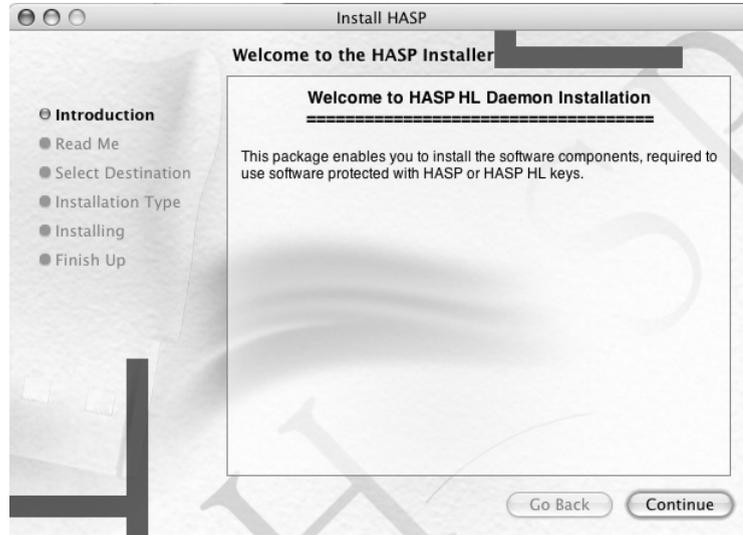 Install HASP
Welcome to the HASP Installer
Introduction
Read Me
Select Destination
Installation Type
Installing
Finish Up
Welcome to HASP HL Daemon Installation
====================================
This package enables you to install the software components, required to
use software protected with HASP or HASP HL keys.
Go Back
Continue